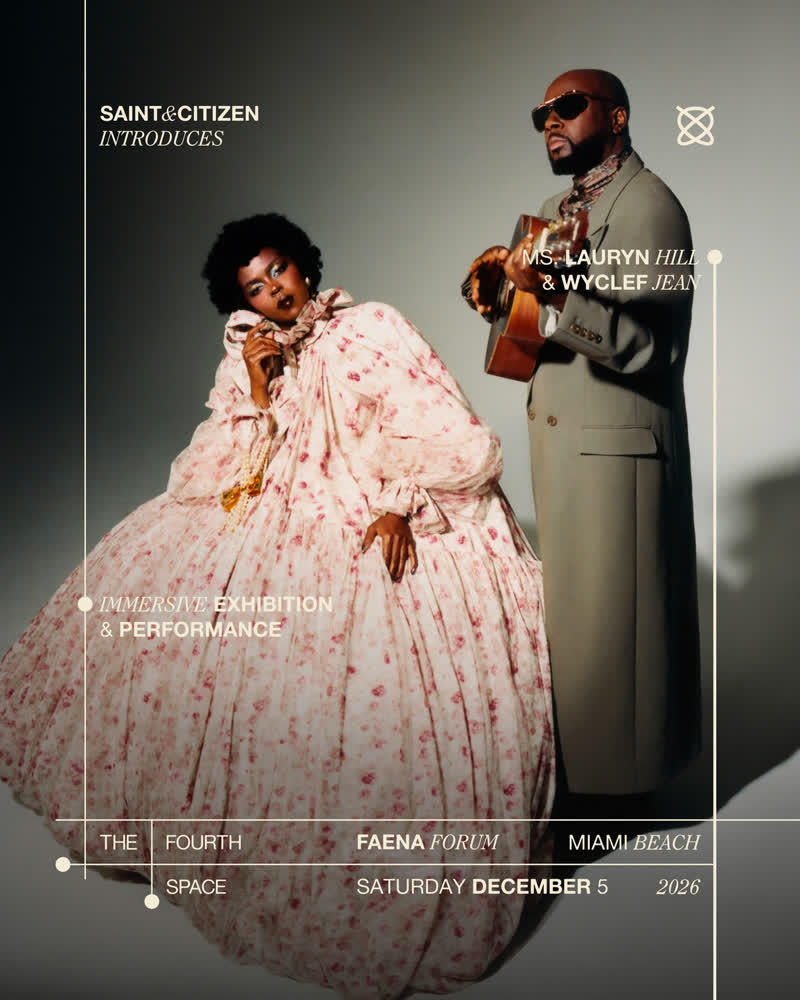 SAINT&CITIZEN
INTRODUCES
MS. LAURYN HILL
& WYCLEF JEAN
IMMERSIVE EXHIBITION
& PERFORMANCE
THE FOURTH
SPACE
FAENA FORUM MIAMI BEACH
SATURDAY DECEMBER 5 2026